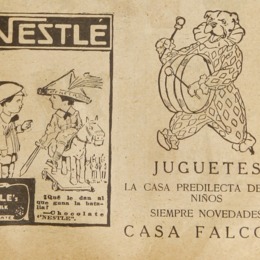 NESTLÉ
¿Qué le dan al
que gana la bata-
lla?
—Chocolate
"NESTLÉ".
JUGUETES
LA CASA PREDILECTA DE
NIÑOS
SIEMPRE NOVEDADES
CASA FALCO